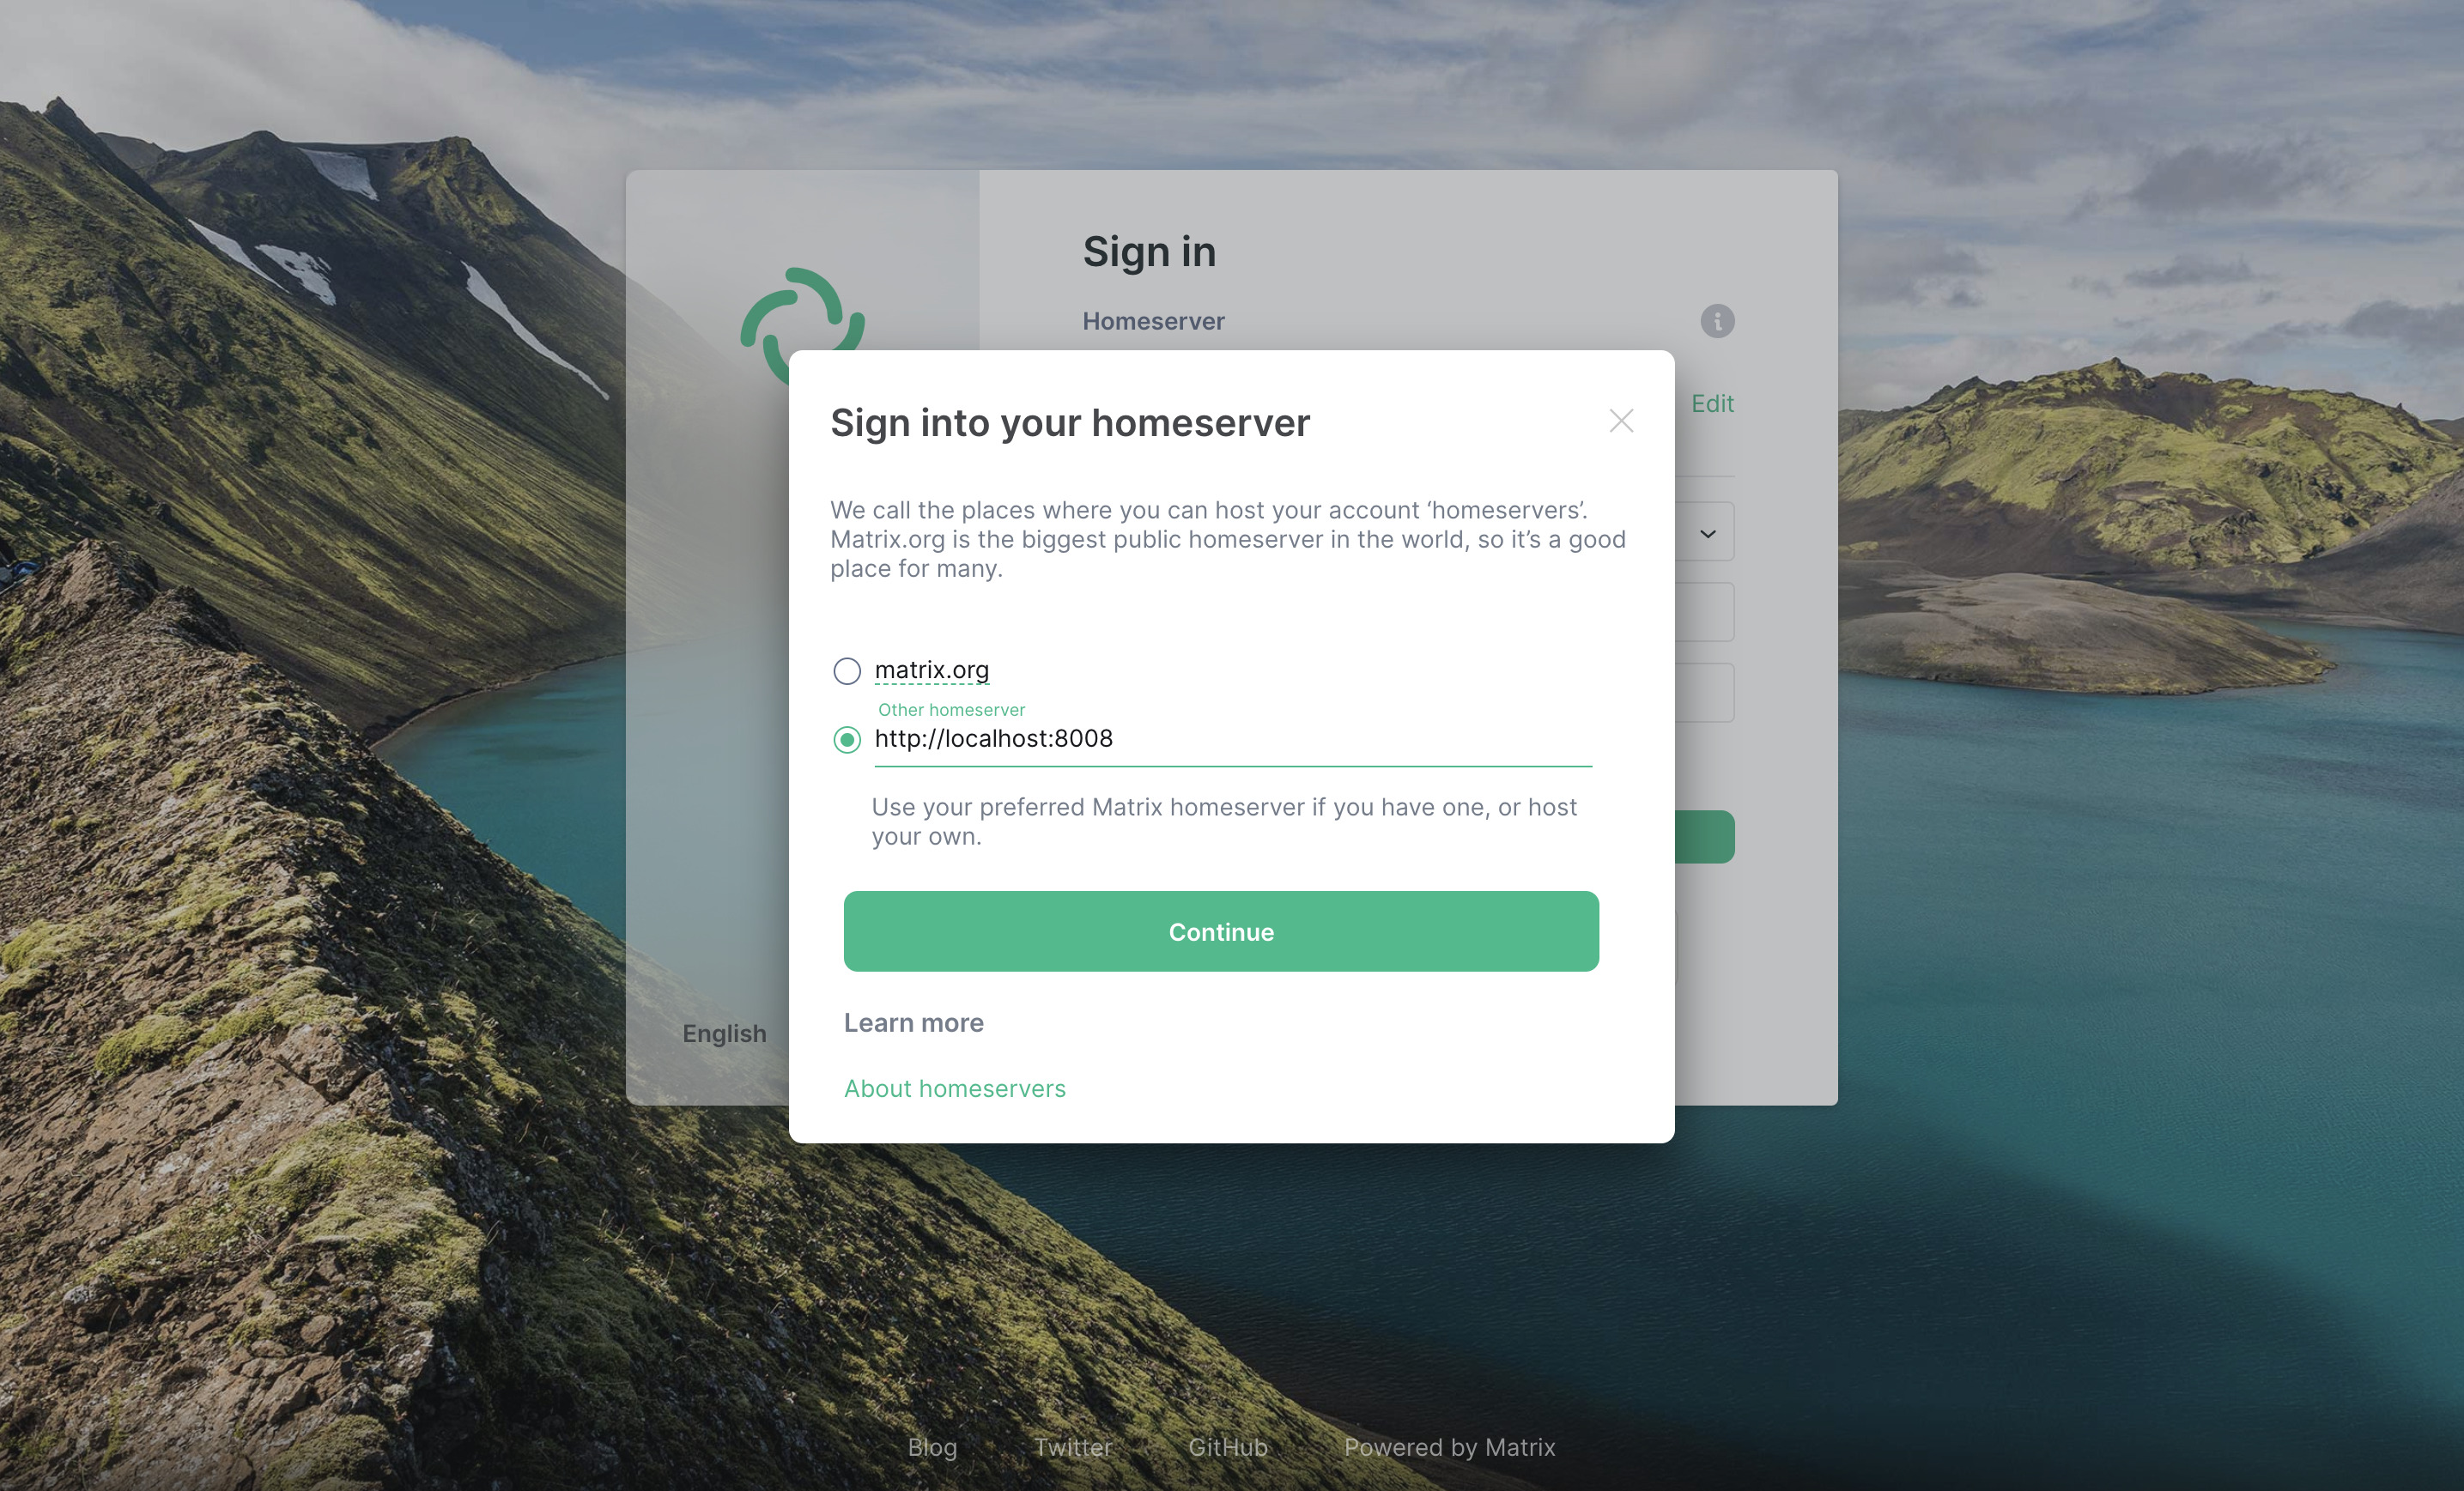 Sign in
Homeserver
Edit
Sign into your homeserver
We call the places where you can host your account ‘homeservers’.
Matrix.org is the biggest public homeserver in the world, so it’s a good
place for many.
matrix.org
Other homeserver
http://localhost:8008
Use your preferred Matrix homeserver if you have one, or host
your own.
Continue
Learn more
About homeservers
English
Blog Twitter GitHub Powered by Matrix